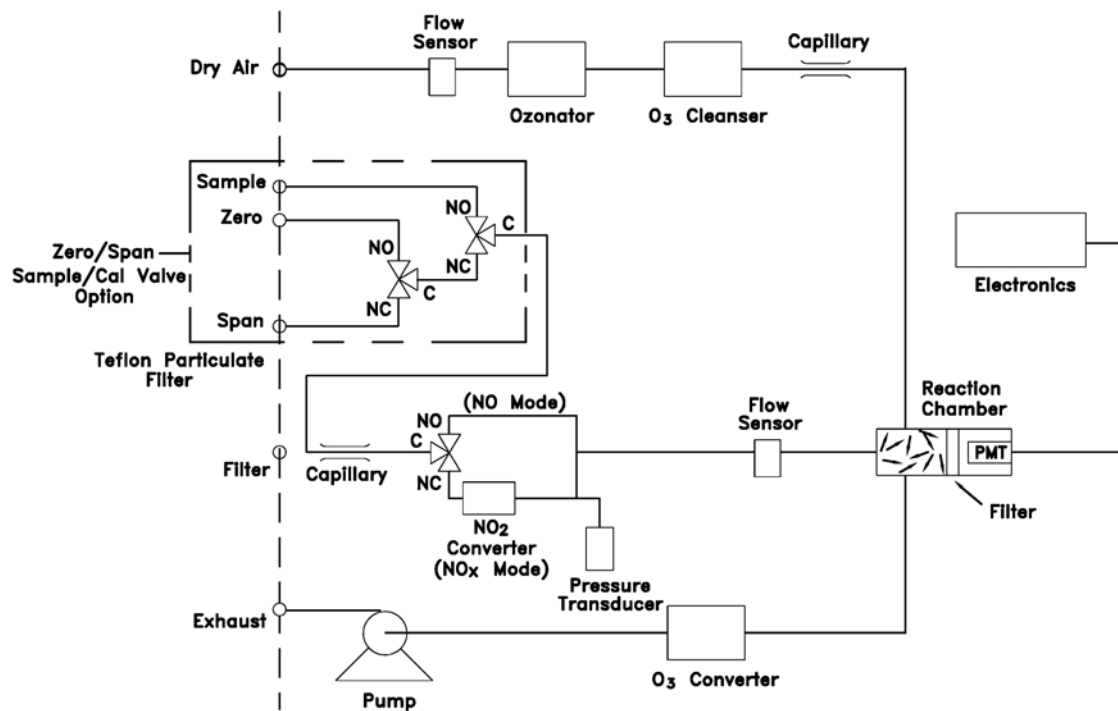 Flow
Sensor
Capillary
Dry Air
Ozonator
O₃ Cleanser
Sample
NO
Zero
C
NO
NC
Zero/Span
Sample/Cal Valve
Option
C
NC
Electronics
Span
Teflon Particulate
Filter
(NO Mode)
Reaction
Chamber
NO
Flow
Sensor
C
PMT
Filter
Capillary
NC
Filter
NO₂
Converter
(NOx Mode)
Pressure
Transducer
Exhaust
O₃ Converter
Pump